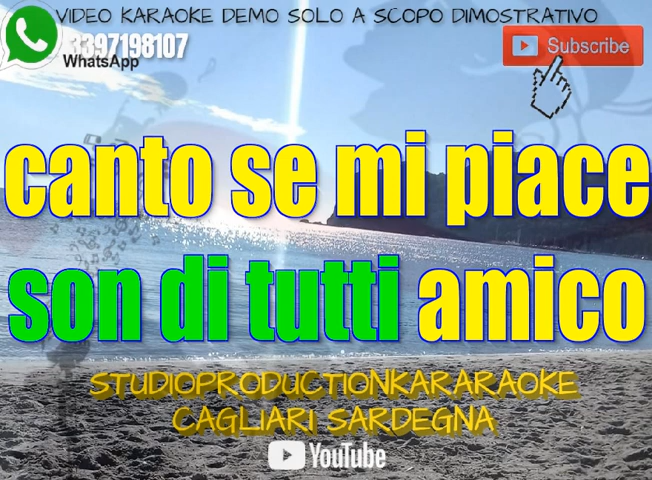 VIDEO KARAOKE DEMO SOLO A SCOPO DIMOSTRATIVO
3397198107
WhatsApp
Subscribe
canto se mi piace
son di tutti amico
STUDIOPRODUCTIONKARARAOKE
CAGLIARI SARDEGNA
YouTube